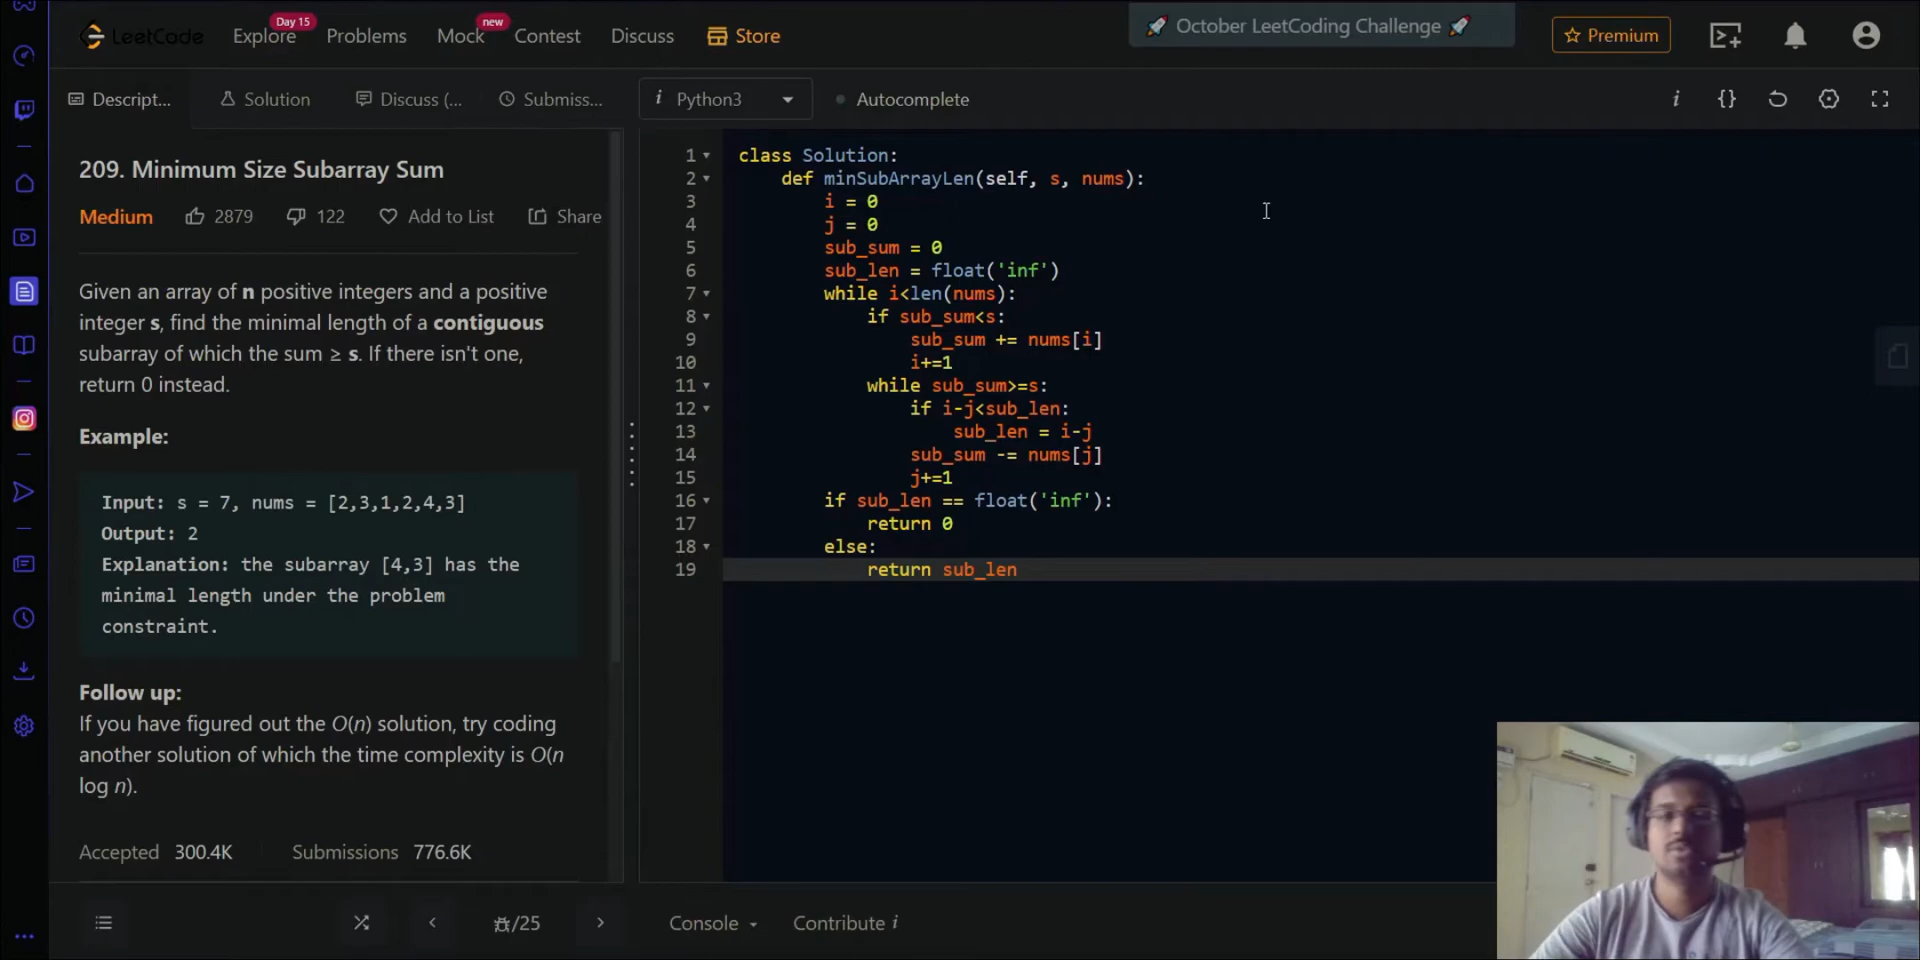 LeetCode Explore Day 15 Problems Mock new Contest Discuss Store 🚀 October LeetCoding Challenge 🚀 Premium
Descript... Solution Discuss (... Submiss... i Python3 Autocomplete i {}
209. Minimum Size Subarray Sum
Medium 2879 122 Add to List Share
Given an array of n positive integers and a positive
integer s, find the minimal length of a contiguous
subarray of which the sum ≥ s. If there isn't one,
return 0 instead.
Example:
Input: s = 7, nums = [2,3,1,2,4,3]
Output: 2
Explanation: the subarray [4,3] has the
minimal length under the problem
constraint.
Follow up:
If you have figured out the O(n) solution, try coding
another solution of which the time complexity is O(n
log n).
Accepted 300.4K Submissions 776.6K
1 class Solution:
2 def minSubArrayLen(self, s, nums):
3 i = 0
4 j = 0
5 sub_sum = 0
6 sub_len = float('inf')
7 while i<len(nums):
8 if sub_sum<s:
9 sub_sum += nums[i]
10 i+=1
11 while sub_sum>=s:
12 if i-j<sub_len:
13 sub_len = i-j
14 sub_sum -= nums[j]
15 j+=1
16 if sub_len == float('inf'):
17 return 0
18 else:
19 return sub_len
/25 Console Contribute i